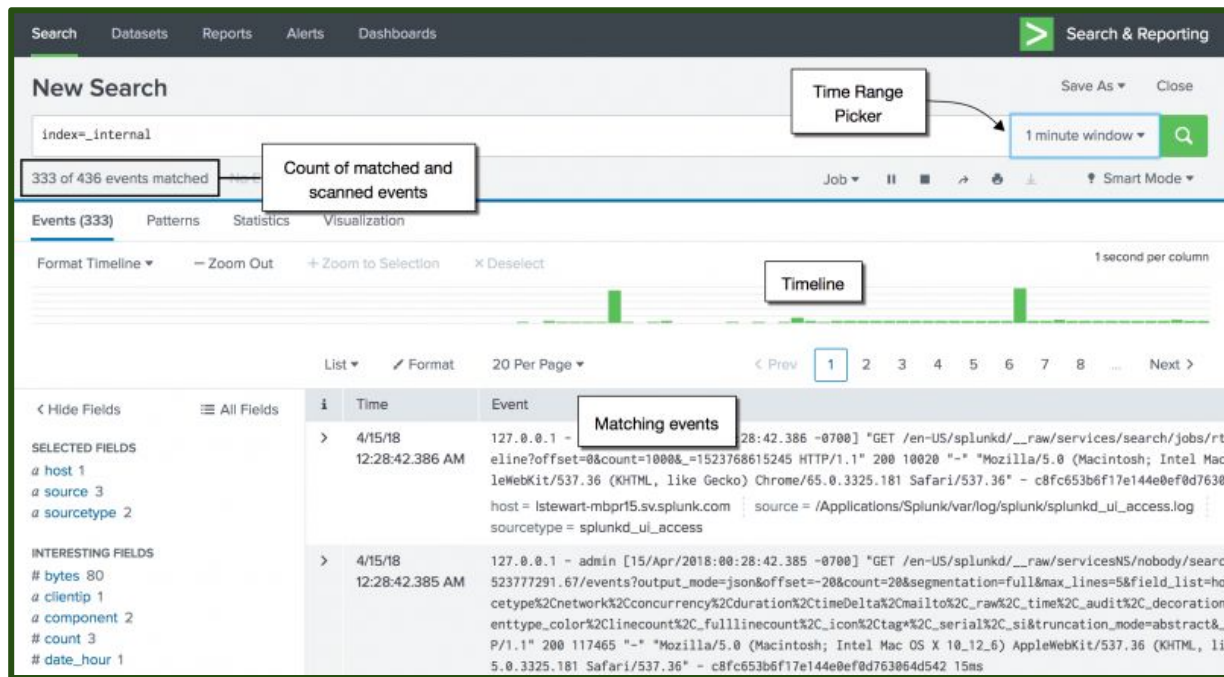 Search Datasets Reports Alerts Dashboards Search & Reporting
New Search
Time Range
Picker
Save As Close
index=_internal
1 minute window
333 of 436 events matched
Count of matched and
scanned events
Job
Smart Mode
Events (333) Patterns Statistics Visualization
Format Timeline — Zoom Out + Zoom to Selection × Deselect
1 second per column
Timeline
List Format 20 Per Page < Prev 1 2 3 4 5 6 7 8 ... Next >
< Hide Fields All Fields
i Time Event
Matching events
SELECTED FIELDS
a host 1
a source 3
a sourcetype 2
INTERESTING FIELDS
# bytes 80
a clientip 1
a component 2
# count 3
# date_hour 1
> 4/15/18
12:28:42.386 AM
127.0.0.1 - :28:42.386 -0700] "GET /en-US/splunkd/__raw/services/search/jobs/rt
eline?offset=0&count=1000&_=1523768615245 HTTP/1.1" 200 10020 "-" "Mozilla/5.0 (Macintosh; Intel Mac
leWebKit/537.36 (KHTML, like Gecko) Chrome/65.0.3325.181 Safari/537.36" - c8fc653b6f17e144e0ef0d7630
host = lstewart-mbpr15.sv.splunk.com source = /Applications/Splunk/var/log/splunk/splunkd_ui_access.log
sourcetype = splunkd_ui_access
> 4/15/18
12:28:42.385 AM
127.0.0.1 - admin [15/Apr/2018:00:28:42.385 -0700] "GET /en-US/splunkd/__raw/servicesNS/nobody/searc
523777291.67/events?output_mode=json&offset=-20&count=20&segmentation=full&max_lines=5&field_list=ho
cetype%2Cnetwork%2Cconcurrency%2Cduration%2CtimeDelta%2Cmailto%2C_raw%2C_time%2C_audit%2C_decoration
enttype_color%2Clinecount%2C_fulllinecount%2C_icon%2Ctag*%2C_serial%2C_si&truncation_mode=abstract&_
P/1.1" 200 117465 "-" "Mozilla/5.0 (Macintosh; Intel Mac OS X 10_12_6) AppleWebKit/537.36 (KHTML, li
5.0.3325.181 Safari/537.36" - c8fc653b6f17e144e0ef0d763064d542 15ms